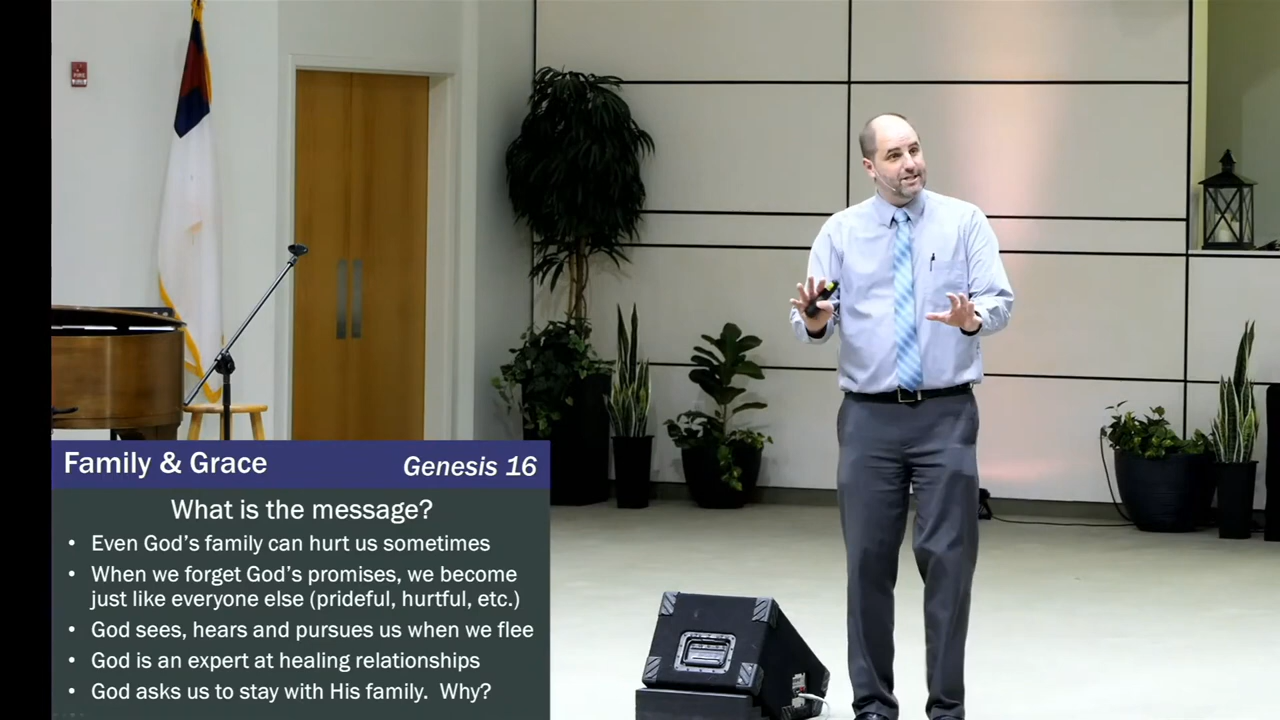 Family & Grace
Genesis 16
What is the message?
• Even God's family can hurt us sometimes
• When we forget God's promises, we become
just like everyone else (prideful, hurtful, etc.)
• God sees, hears and pursues us when we flee
• God is an expert at healing relationships
• God asks us to stay with His family.  Why?
FIRE